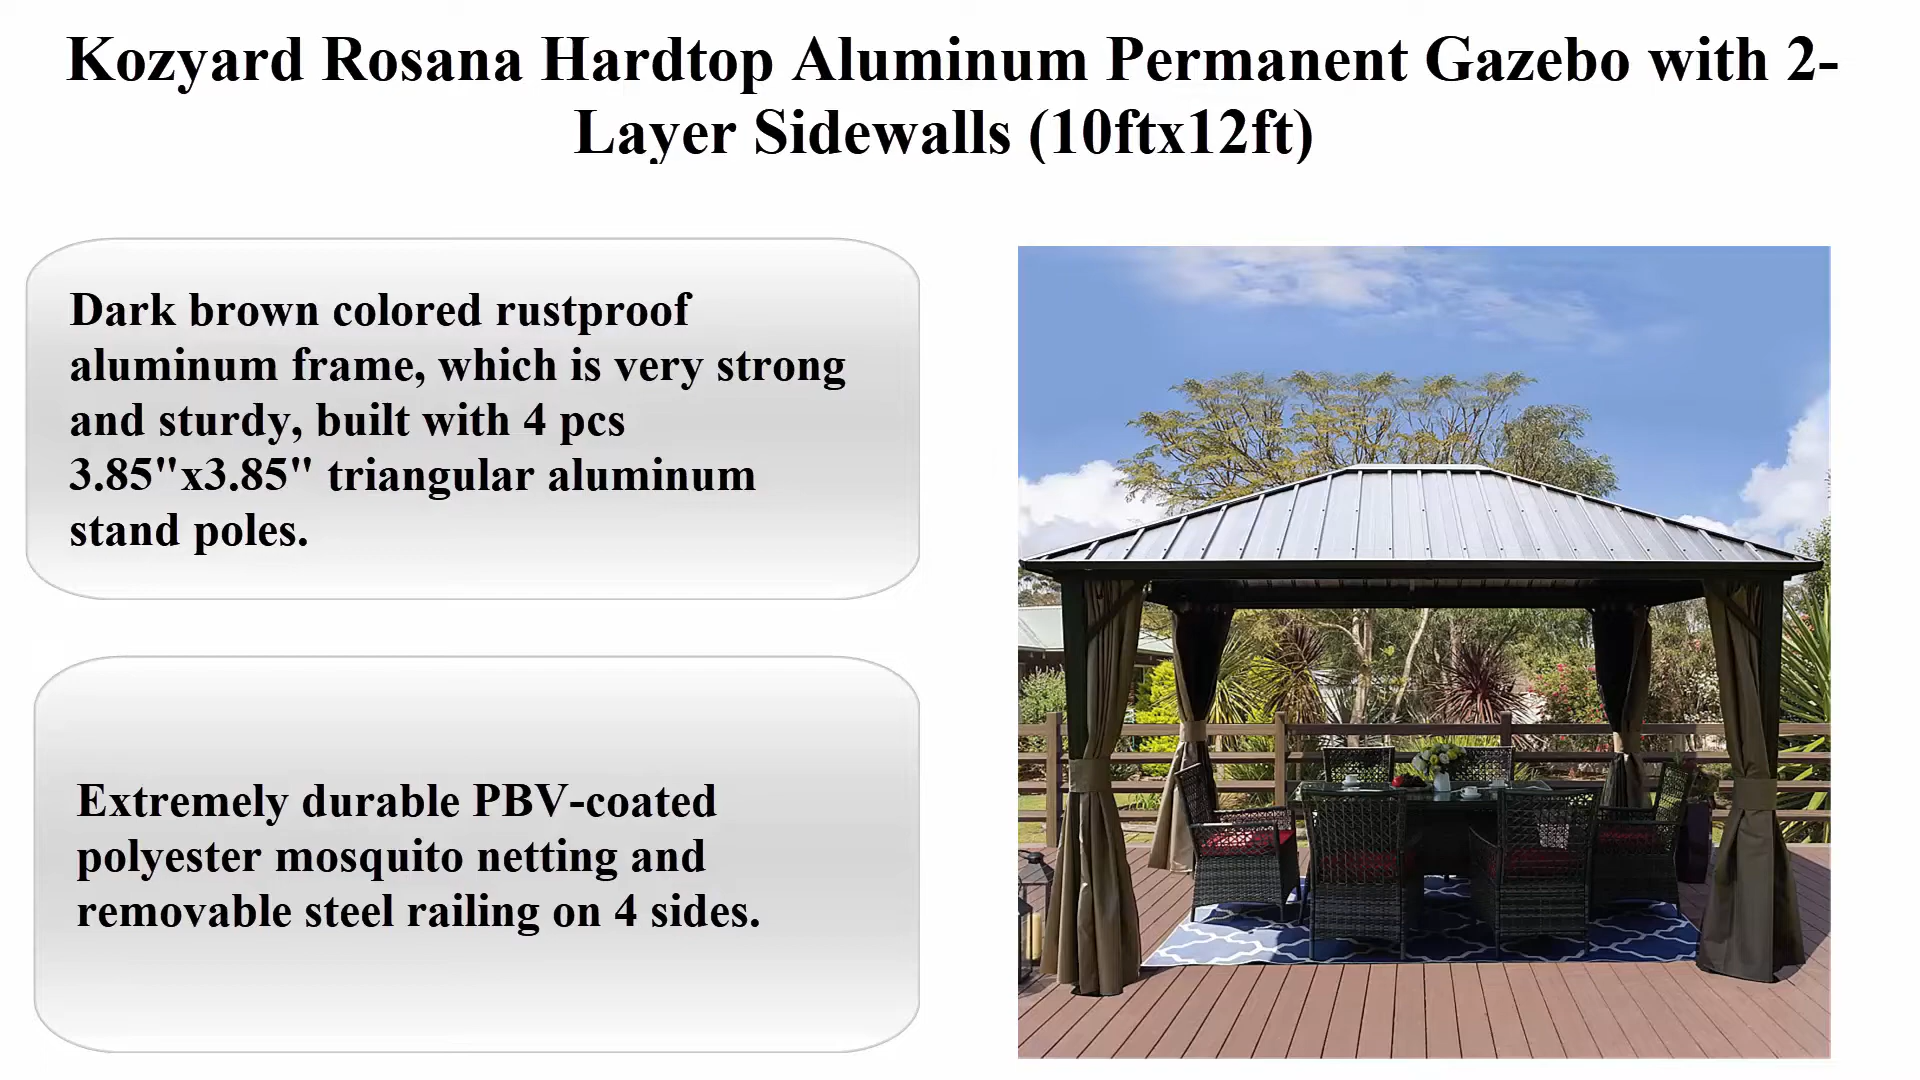 Kozyard Rosana Hardtop Aluminum Permanent Gazebo with 2-
Layer Sidewalls (10ftx12ft)
Dark brown colored rustproof
aluminum frame, which is very strong
and sturdy, built with 4 pcs
3.85"x3.85" triangular aluminum
stand poles.
Extremely durable PBV-coated
polyester mosquito netting and
removable steel railing on 4 sides.